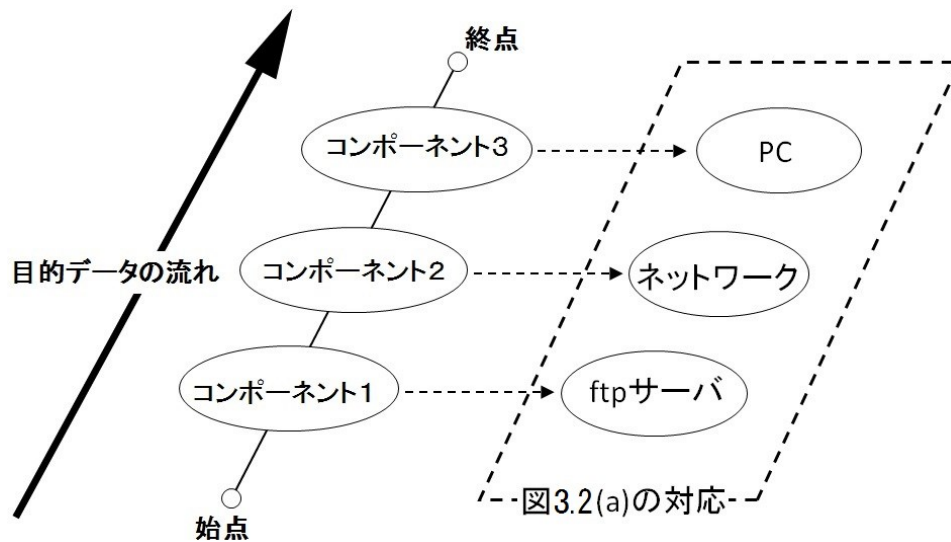 終点
コンポーネント3
PC
目的データの流れ
コンポーネント2
ネットワーク
コンポーネント1
ftpサーバ
図3.2(a)の対応
始点